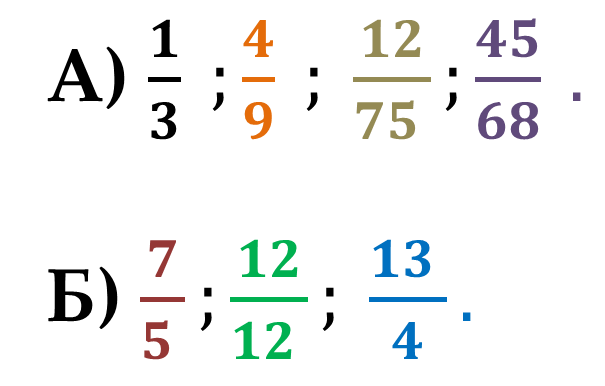 А) 1/3 ; 4/9 ; 12/75 ; 45/68 .
Б) 7/5 ; 12/12 ; 13/4 .